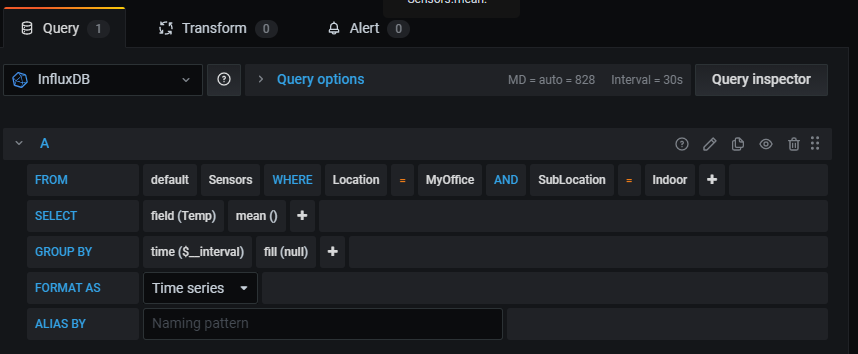 Sensors.mean:
Query 1 Transform 0 Alert 0
InfluxDB Query options MD = auto = 828 Interval = 30s Query inspector
A
FROM default Sensors WHERE Location = MyOffice AND SubLocation = Indoor +
SELECT field (Temp) mean () +
GROUP BY time ($__interval) fill (null) +
FORMAT AS Time series
ALIAS BY Naming pattern